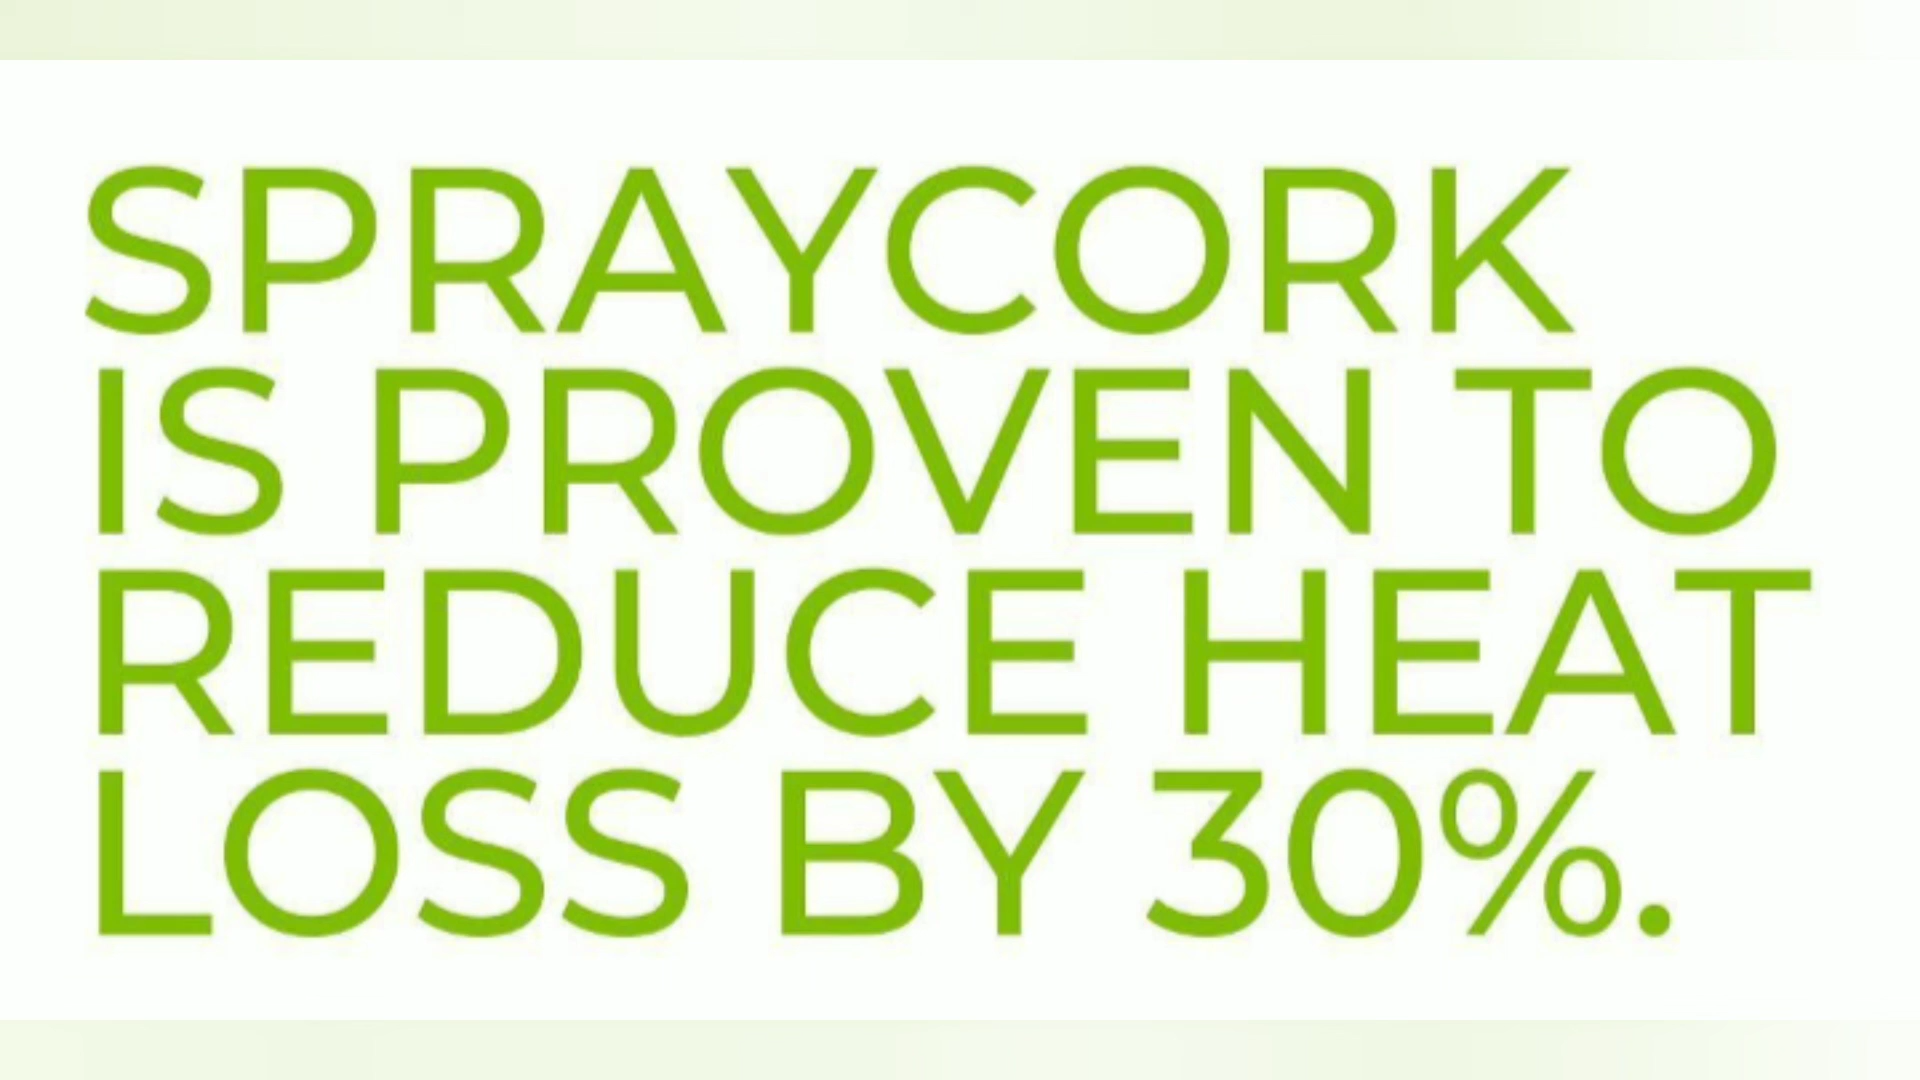 SPRAYCORK
IS PROVEN TO
REDUCE HEAT
LOSS BY 30%.